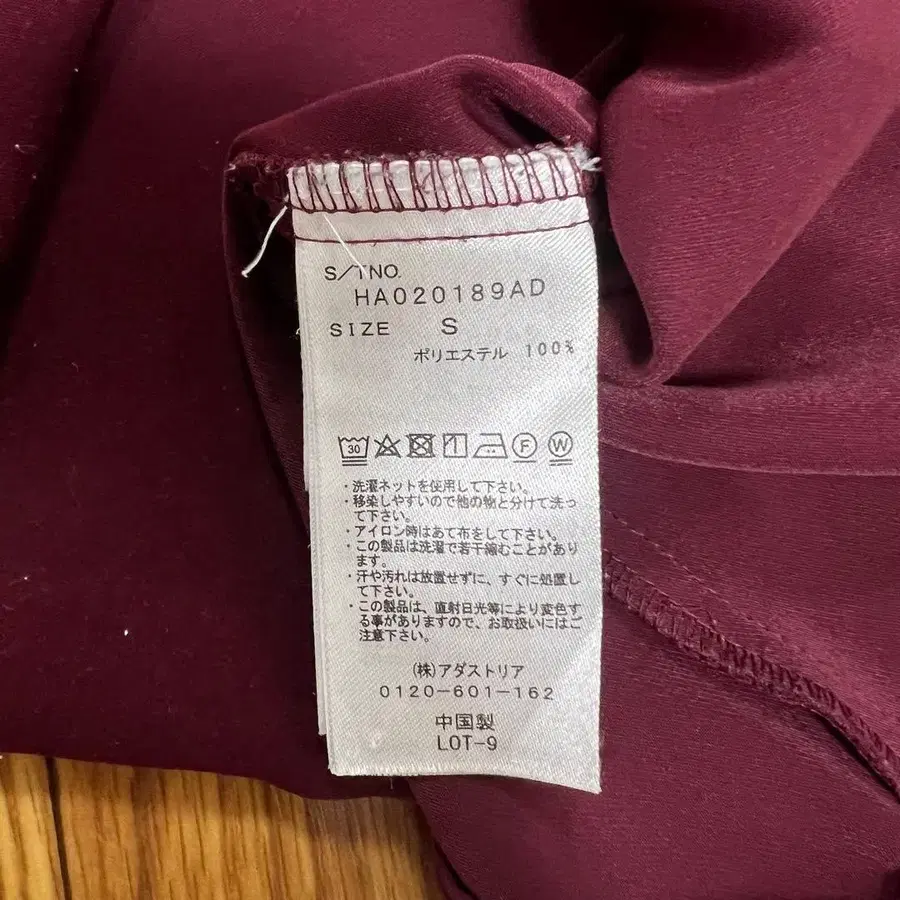 S/TNO.
HA020189AD
SIZE S
ポリエステル 100%
30 F W
・洗濯ネットを使用して下さい。
・移染しやすいので他の物と分けて洗っ
て下さい。
・アイロン時はあて布をして下さい。
・この製品は洗濯で若干縮むことがあり
ます。
・汗や汚れは放置せずに、すぐに処置し
て下さい。
・この製品は、直射日光等により変色す
る事がありますので、お取扱いにはご
注意下さい。
(株)アダストリア
0120-601-162
中国製
LOT-9